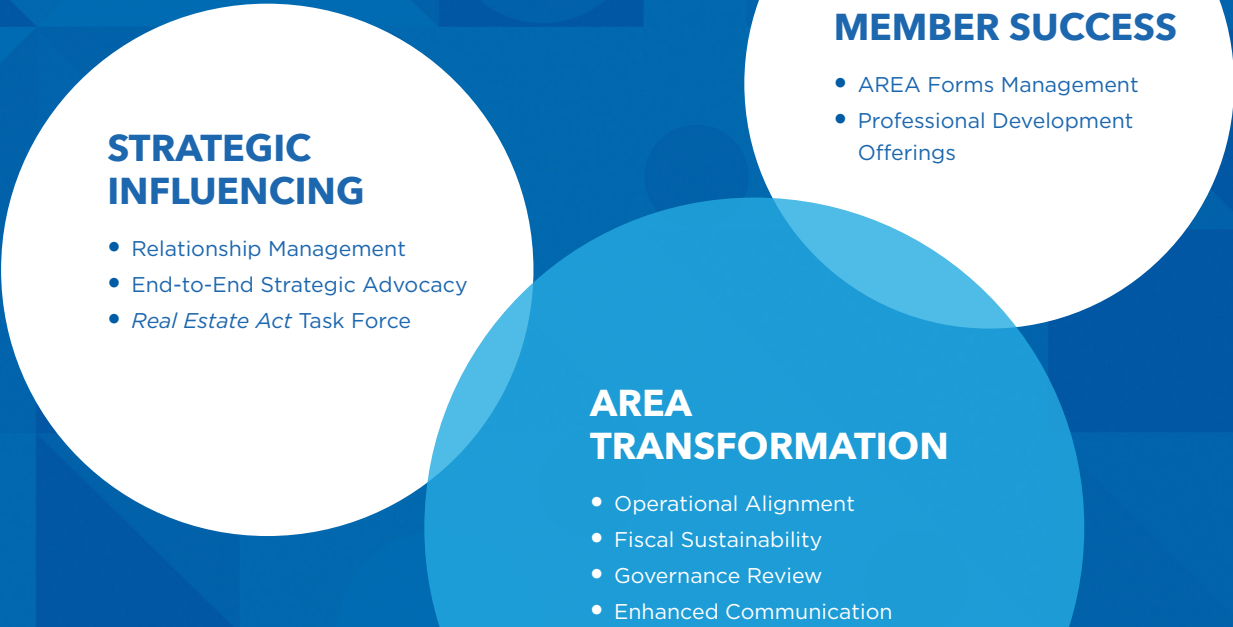 STRATEGIC
INFLUENCING
• Relationship Management
• End-to-End Strategic Advocacy
• Real Estate Act Task Force
MEMBER SUCCESS
• AREA Forms Management
• Professional Development
Offerings
AREA
TRANSFORMATION
• Operational Alignment
• Fiscal Sustainability
• Governance Review
• Enhanced Communication